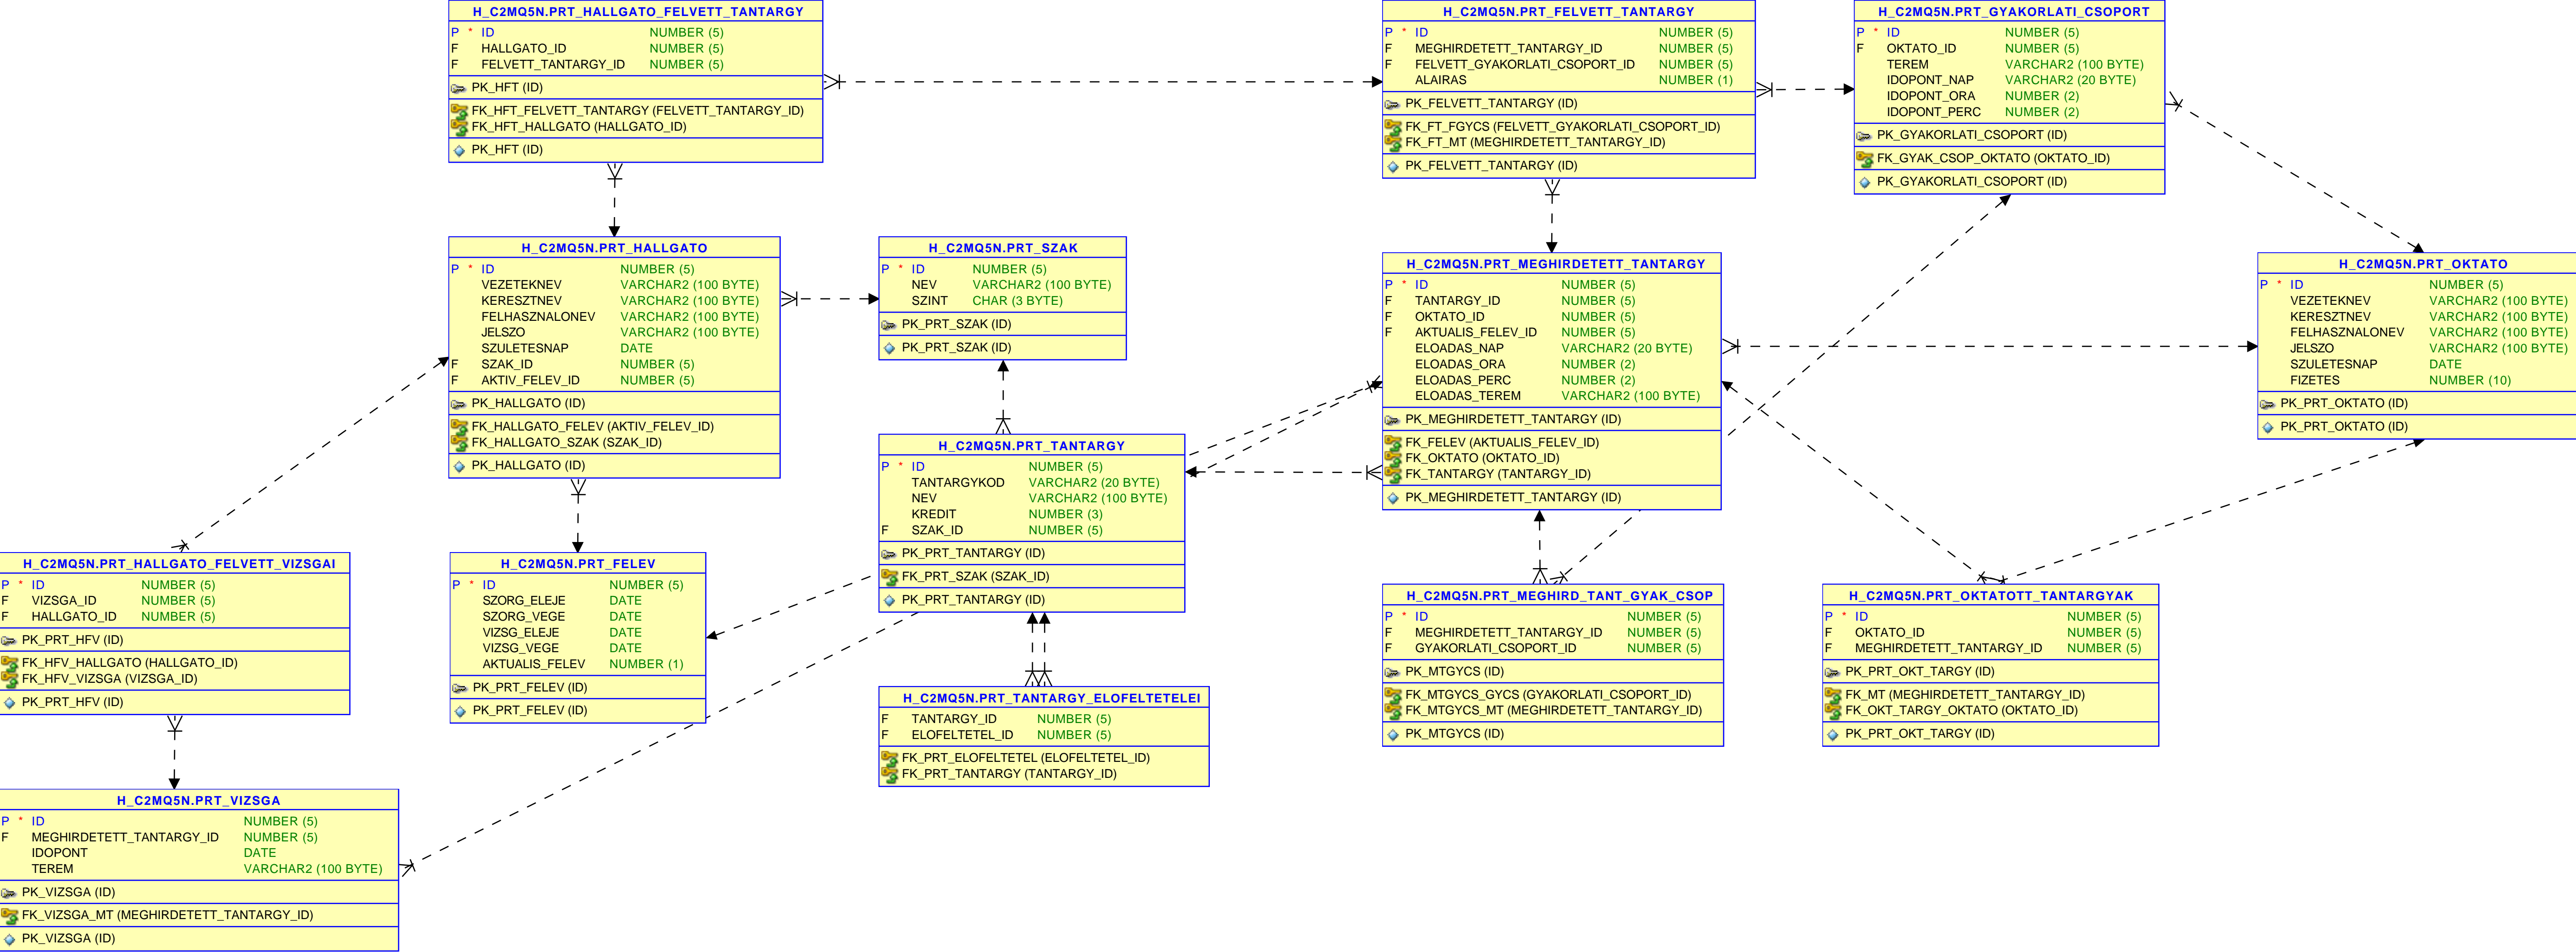 H_C2MQ5N.PRT_HALLGATO_FELVETT_TANTARGY
P * ID NUMBER (5)
F HALLGATO_ID NUMBER (5)
F FELVETT_TANTARGY_ID NUMBER (5)
PK_HFT (ID)
FK_HFT_FELVETT_TANTARGY (FELVETT_TANTARGY_ID)
FK_HFT_HALLGATO (HALLGATO_ID)
PK_HFT (ID)
H_C2MQ5N.PRT_FELVETT_TANTARGY
P * ID NUMBER (5)
F MEGHIRDETETT_TANTARGY_ID NUMBER (5)
F FELVETT_GYAKORLATI_CSOPORT_ID NUMBER (5)
ALAIRAS NUMBER (1)
PK_FELVETT_TANTARGY (ID)
FK_FT_FGYCS (FELVETT_GYAKORLATI_CSOPORT_ID)
FK_FT_MT (MEGHIRDETETT_TANTARGY_ID)
PK_FELVETT_TANTARGY (ID)
H_C2MQ5N.PRT_GYAKORLATI_CSOPORT
P * ID NUMBER (5)
F OKTATO_ID NUMBER (5)
TEREM VARCHAR2 (100 BYTE)
IDOPONT_NAP VARCHAR2 (20 BYTE)
IDOPONT_ORA NUMBER (2)
IDOPONT_PERC NUMBER (2)
PK_GYAKORLATI_CSOPORT (ID)
FK_GYAK_CSOP_OKTATO (OKTATO_ID)
PK_GYAKORLATI_CSOPORT (ID)
H_C2MQ5N.PRT_HALLGATO
P * ID NUMBER (5)
VEZETEKNEV VARCHAR2 (100 BYTE)
KERESZTNEV VARCHAR2 (100 BYTE)
FELHASZNALONEV VARCHAR2 (100 BYTE)
JELSZO VARCHAR2 (100 BYTE)
SZULETESNAP DATE
F SZAK_ID NUMBER (5)
F AKTIV_FELEV_ID NUMBER (5)
PK_HALLGATO (ID)
FK_HALLGATO_FELEV (AKTIV_FELEV_ID)
FK_HALLGATO_SZAK (SZAK_ID)
PK_HALLGATO (ID)
H_C2MQ5N.PRT_SZAK
P * ID NUMBER (5)
NEV VARCHAR2 (100 BYTE)
SZINT CHAR (3 BYTE)
PK_PRT_SZAK (ID)
PK_PRT_SZAK (ID)
H_C2MQ5N.PRT_MEGHIRDETETT_TANTARGY
P * ID NUMBER (5)
F TANTARGY_ID NUMBER (5)
F OKTATO_ID NUMBER (5)
F AKTUALIS_FELEV_ID NUMBER (5)
ELOADAS_NAP VARCHAR2 (20 BYTE)
ELOADAS_ORA NUMBER (2)
ELOADAS_PERC NUMBER (2)
ELOADAS_TEREM VARCHAR2 (100 BYTE)
PK_MEGHIRDETETT_TANTARGY (ID)
FK_FELEV (AKTUALIS_FELEV_ID)
FK_OKTATO (OKTATO_ID)
FK_TANTARGY (TANTARGY_ID)
PK_MEGHIRDETETT_TANTARGY (ID)
H_C2MQ5N.PRT_OKTATO
P * ID NUMBER (5)
VEZETEKNEV VARCHAR2 (100 BYTE)
KERESZTNEV VARCHAR2 (100 BYTE)
FELHASZNALONEV VARCHAR2 (100 BYTE)
JELSZO VARCHAR2 (100 BYTE)
SZULETESNAP DATE
FIZETES NUMBER (10)
PK_PRT_OKTATO (ID)
PK_PRT_OKTATO (ID)
H_C2MQ5N.PRT_TANTARGY
P * ID NUMBER (5)
TANTARGYKOD VARCHAR2 (20 BYTE)
NEV VARCHAR2 (100 BYTE)
KREDIT NUMBER (3)
F SZAK_ID NUMBER (5)
PK_PRT_TANTARGY (ID)
FK_PRT_SZAK (SZAK_ID)
PK_PRT_TANTARGY (ID)
H_C2MQ5N.PRT_HALLGATO_FELVETT_VIZSGAI
P * ID NUMBER (5)
F VIZSGA_ID NUMBER (5)
F HALLGATO_ID NUMBER (5)
PK_PRT_HFV (ID)
FK_HFV_HALLGATO (HALLGATO_ID)
FK_HFV_VIZSGA (VIZSGA_ID)
PK_PRT_HFV (ID)
H_C2MQ5N.PRT_FELEV
P * ID NUMBER (5)
SZORG_ELEJE DATE
SZORG_VEGE DATE
VIZSG_ELEJE DATE
VIZSG_VEGE DATE
AKTUALIS_FELEV NUMBER (1)
PK_PRT_FELEV (ID)
PK_PRT_FELEV (ID)
H_C2MQ5N.PRT_MEGHIRD_TANT_GYAK_CSOP
P * ID NUMBER (5)
F MEGHIRDETETT_TANTARGY_ID NUMBER (5)
F GYAKORLATI_CSOPORT_ID NUMBER (5)
PK_MTGYCS (ID)
FK_MTGYCS_GYCS (GYAKORLATI_CSOPORT_ID)
FK_MTGYCS_MT (MEGHIRDETETT_TANTARGY_ID)
PK_MTGYCS (ID)
H_C2MQ5N.PRT_OKTATOTT_TANTARGYAK
P * ID NUMBER (5)
F OKTATO_ID NUMBER (5)
F MEGHIRDETETT_TANTARGY_ID NUMBER (5)
PK_PRT_OKT_TARGY (ID)
FK_MT (MEGHIRDETETT_TANTARGY_ID)
FK_OKT_TARGY_OKTATO (OKTATO_ID)
PK_PRT_OKT_TARGY (ID)
H_C2MQ5N.PRT_TANTARGY_ELOFELTETELEI
F TANTARGY_ID NUMBER (5)
F ELOFELTETEL_ID NUMBER (5)
FK_PRT_ELOFELTETEL (ELOFELTETEL_ID)
FK_PRT_TANTARGY (TANTARGY_ID)
H_C2MQ5N.PRT_VIZSGA
P * ID NUMBER (5)
F MEGHIRDETETT_TANTARGY_ID NUMBER (5)
IDOPONT DATE
TEREM VARCHAR2 (100 BYTE)
PK_VIZSGA (ID)
FK_VIZSGA_MT (MEGHIRDETETT_TANTARGY_ID)
PK_VIZSGA (ID)